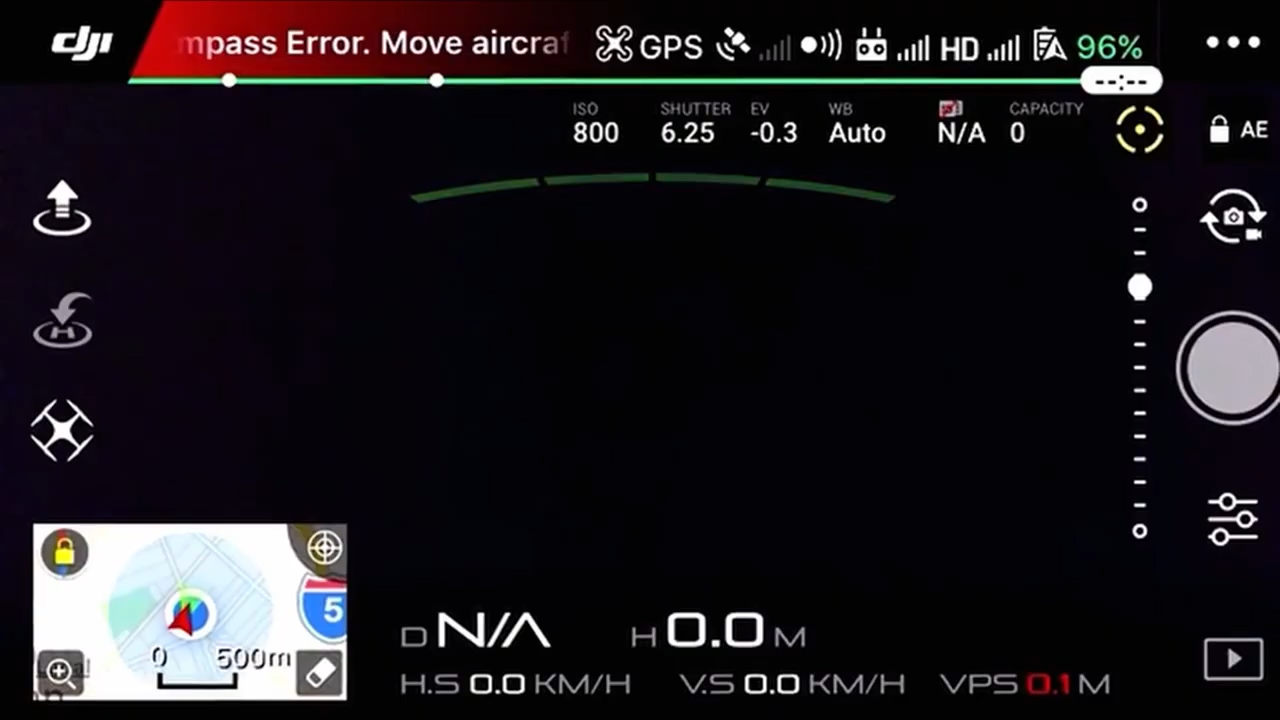 dji
mpass Error. Move aircraf
GPS
HD
96%
--:--
ISO
800
SHUTTER
6.25
EV
-0.3
WB
Auto
N/A
CAPACITY
0
AE
5
0 500m
D N/A
H 0.0 M
H.S 0.0 KM/H
V.S 0.0 KM/H
VPS 0.1 M